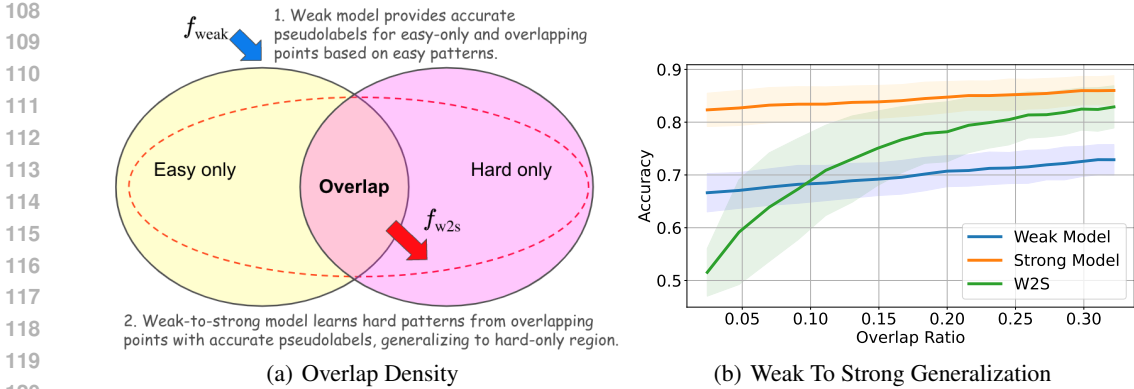 108
109
110
111
112
113
114
115
116
117
118
119
f_weak
1. Weak model provides accurate
pseudolabels for easy-only and overlapping
points based on easy patterns.
Easy only
Overlap
Hard only
f_w2s
2. Weak-to-strong model learns hard patterns from overlapping
points with accurate pseudolabels, generalizing to hard-only region.
(a) Overlap Density
0.9
0.8
0.7
0.6
0.5
Accuracy
Weak Model
Strong Model
W2S
0.05 0.10 0.15 0.20 0.25 0.30
Overlap Ratio
(b) Weak To Strong Generalization